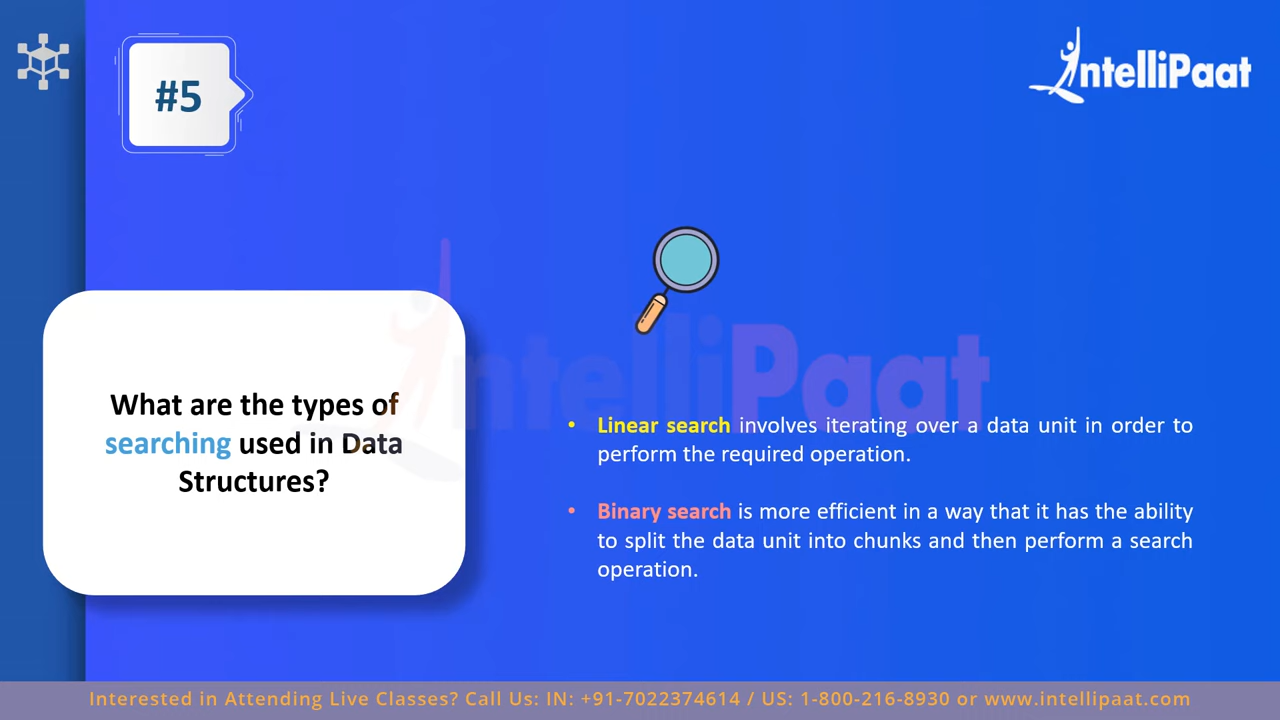 #5
IntelliPaat
What are the types of
searching used in Data
Structures?
IntelliPaat
• Linear search involves iterating over a data unit in order to
perform the required operation.
• Binary search is more efficient in a way that it has the ability
to split the data unit into chunks and then perform a search
operation.
Interested in Attending Live Classes? Call Us: IN: +91-7022374614 / US: 1-800-216-8930 or www.intellipaat.com